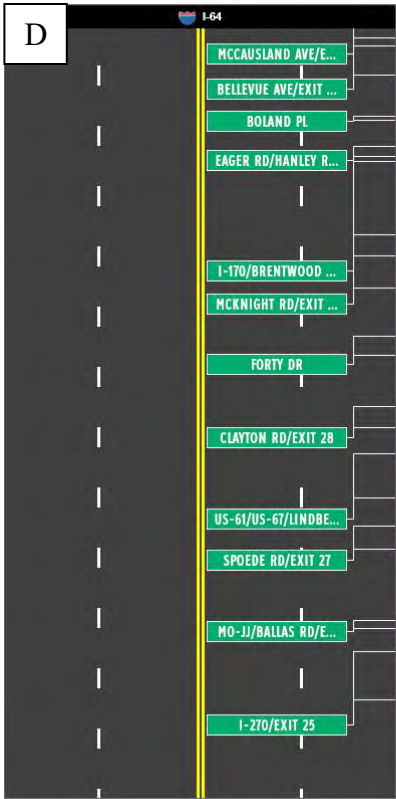 D
I-64
MCCAUSLAND AVE/E...
BELLEVUE AVE/EXIT ...
BOLAND PL
EAGER RD/HANLEY R...
I-170/BRENTWOOD ...
MCKNIGHT RD/EXIT ...
FORTY DR
CLAYTON RD/EXIT 28
US-61/US-67/LINDBE...
SPOEDE RD/EXIT 27
MO-JJ/BALLAS RD/E...
I-270/EXIT 25